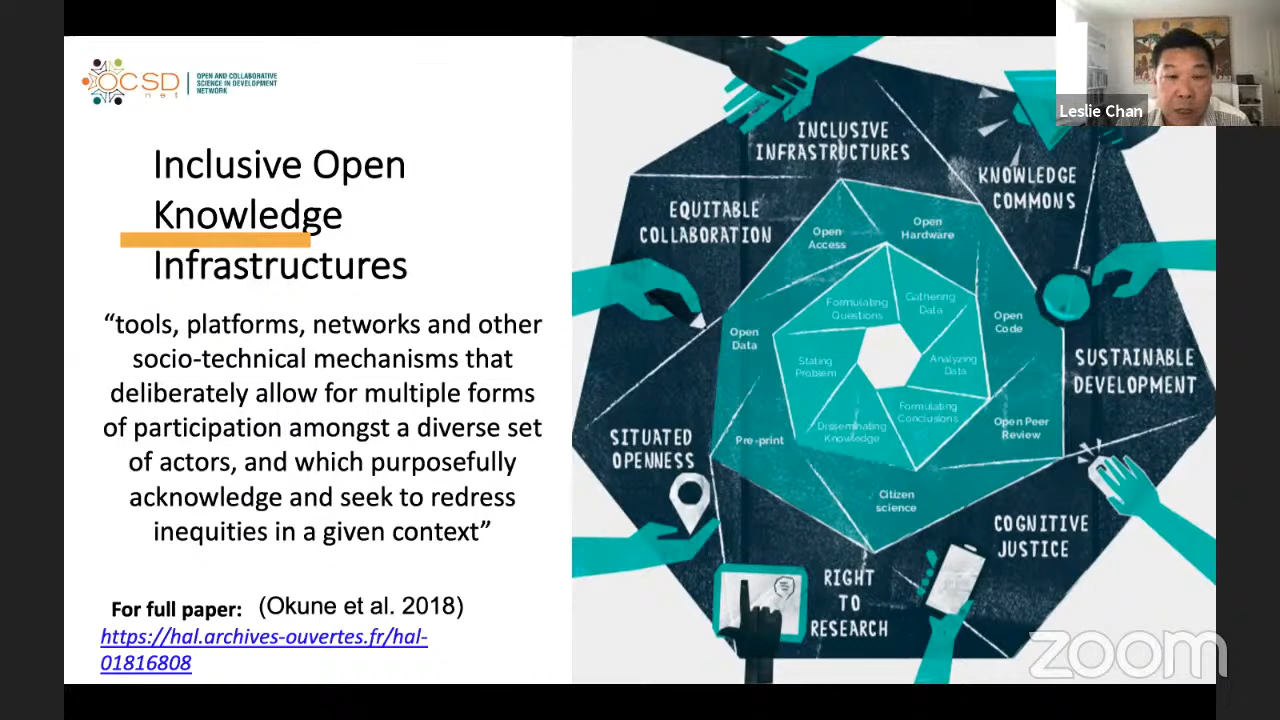 OCSD
net
OPEN AND COLLABORATIVE
SCIENCE IN DEVELOPMENT
NETWORK
Leslie Chan
Inclusive Open
Knowledge
Infrastructures
“tools, platforms, networks and other
socio-technical mechanisms that
deliberately allow for multiple forms
of participation amongst a diverse set
of actors, and which purposefully
acknowledge and seek to redress
inequities in a given context”
For full paper: (Okune et al. 2018)
https://hal.archives-ouvertes.fr/hal-
01816808
INCLUSIVE
INFRASTRUCTURES
KNOWLEDGE
COMMONS
EQUITABLE
COLLABORATION
SUSTAINABLE
DEVELOPMENT
SITUATED
OPENNESS
COGNITIVE
JUSTICE
RIGHT
TO
RESEARCH
Open
Access
Open
Hardware
Open
Data
Open
Code
Pre-print
Open Peer
Review
Citizen
science
Formulating
Questions
Gathering
Data
Stating
Problem
Analyzing
Data
Disseminating
Knowledge
Formulating
Conclusions
zoom